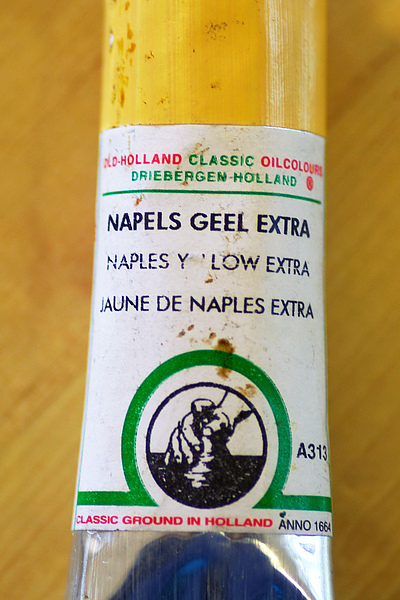 OLD-HOLLAND CLASSIC OILCOLOURS
DRIEBERGEN-HOLLAND
NAPELS GEEL EXTRA
NAPLES YELLOW EXTRA
JAUNE DE NAPLES EXTRA
A313
CLASSIC GROUND IN HOLLAND ANNO 1664